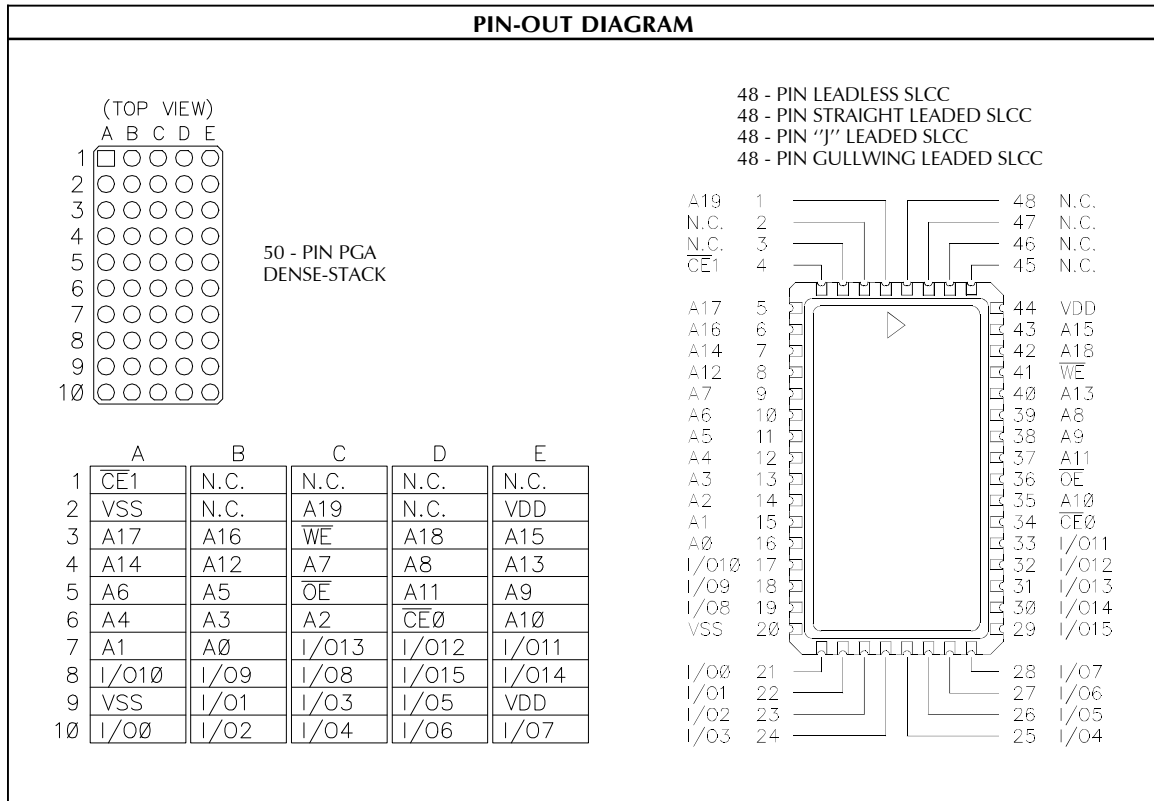 PIN-OUT DIAGRAM
(TOP VIEW)
A B C D E
1
2
3
4
5
6
7
8
9
1Ø
50 - PIN PGA
DENSE-STACK
A B C D E
1 C̅E̅1 N.C. N.C. N.C. N.C.
2 VSS N.C. A19 N.C. VDD
3 A17 A16 W̅E̅ A18 A15
4 A14 A12 A7 A8 A13
5 A6 A5 O̅E̅ A11 A9
6 A4 A3 A2 C̅E̅Ø A1Ø
7 A1 AØ I/O13 I/O12 I/O11
8 I/O1Ø I/O9 I/O8 I/O15 I/O14
9 VSS I/O1 I/O3 I/O5 VDD
1Ø I/OØ I/O2 I/O4 I/O6 I/O7
48 - PIN LEADLESS SLCC
48 - PIN STRAIGHT LEADED SLCC
48 - PIN ‘‘J’’ LEADED SLCC
48 - PIN GULLWING LEADED SLCC
A19 1 48 N.C.
N.C. 2 47 N.C.
N.C. 3 46 N.C.
C̅E̅1 4 45 N.C.
A17 5 44 VDD
A16 6 43 A15
A14 7 42 A18
A12 8 41 W̅E̅
A7 9 4Ø A13
A6 1Ø 39 A8
A5 11 38 A9
A4 12 37 A11
A3 13 36 O̅E̅
A2 14 35 A1Ø
A1 15 34 C̅E̅Ø
AØ 16 33 I/O11
I/O1Ø 17 32 I/O12
I/O9 18 31 I/O13
I/O8 19 3Ø I/O14
VSS 2Ø 29 I/O15
I/OØ 21 28 I/O7
I/O1 22 27 I/O6
I/O2 23 26 I/O5
I/O3 24 25 I/O4